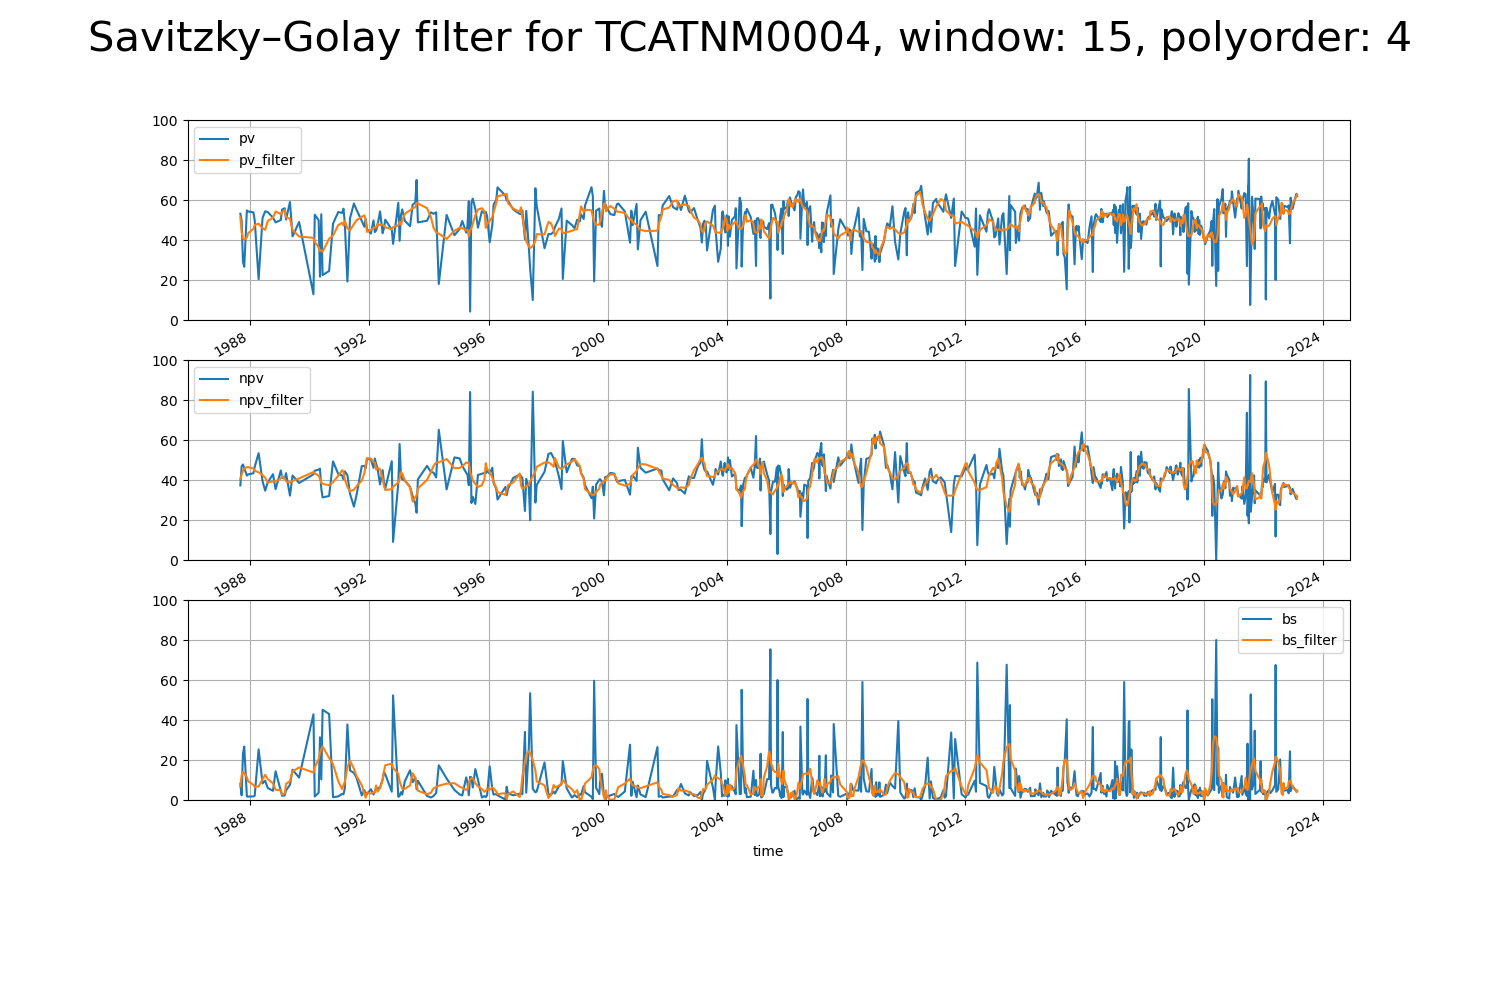 Savitzky–Golay filter for TCATNM0004, window: 15, polyorder: 4
100
80
60
40
20
0
pv
pv_filter
1988 1992 1996 2000 2004 2008 2012 2016 2020 2024
100
80
60
40
20
0
npv
npv_filter
1988 1992 1996 2000 2004 2008 2012 2016 2020 2024
100
80
60
40
20
0
bs
bs_filter
1988 1992 1996 2000 2004 2008 2012 2016 2020 2024
time